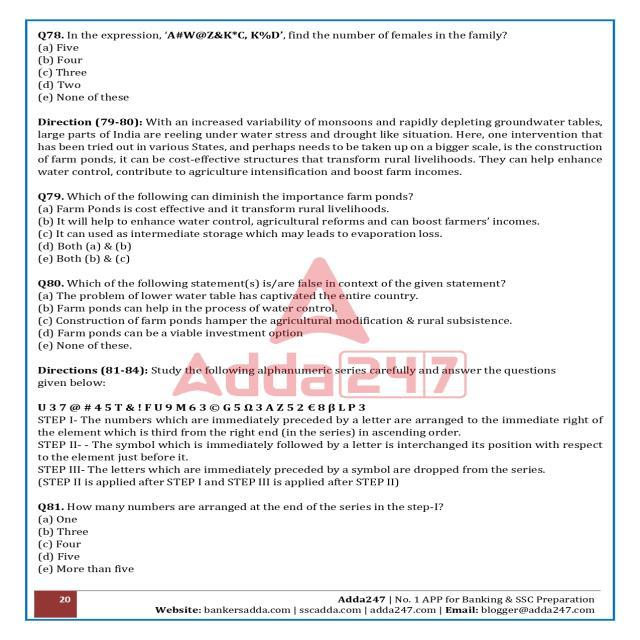 Q78. In the expression, 'A#W@Z&K*C, K%D', find the number of females in the family?
(a) Five
(b) Four
(c) Three
(d) Two
(e) None of these
Direction (79-80): With an increased variability of monsoons and rapidly depleting groundwater tables,
large parts of India are reeling under water stress and drought like situation. Here, one intervention that
has been tried out in various States, and perhaps needs to be taken up on a bigger scale, is the construction
of farm ponds, it can be cost-effective structures that transform rural livelihoods. They can help enhance
water control, contribute to agriculture intensification and boost farm incomes.
Q79. Which of the following can diminish the importance farm ponds?
(a) Farm Ponds is cost effective and it transform rural livelihoods.
(b) It will help to enhance water control, agricultural reforms and can boost farmers' incomes.
(c) It can used as intermediate storage which may leads to evaporation loss.
(d) Both (a) & (b)
(e) Both (b) & (c)
Q80. Which of the following statement(s) is/are false in context of the given statement?
(a) The problem of lower water table has captivated the entire country.
(b) Farm ponds can help in the process of water control.
(c) Construction of farm ponds hamper the agricultural modification & rural subsistence.
(d) Farm ponds can be a viable investment option
(e) None of these.
Adda247
Directions (81-84): Study the following alphanumeric series carefully and answer the questions
given below:
U 3 7 @ # 4 5 T & ! F U 9 M 6 3 © G 5 Ω 3 A Z 5 2 € 8 β L P 3
STEP I- The numbers which are immediately preceded by a letter are arranged to the immediate right of
the element which is third from the right end (in the series) in ascending order.
STEP II- - The symbol which is immediately followed by a letter is interchanged its position with respect
to the element just before it.
STEP III- The letters which are immediately preceded by a symbol are dropped from the series.
(STEP II is applied after STEP I and STEP III is applied after STEP II)
Q81. How many numbers are arranged at the end of the series in the step-I?
(a) One
(b) Three
(c) Four
(d) Five
(e) More than five
20
Adda247 | No. 1 APP for Banking & SSC Preparation
Website: bankersadda.com | sscadda.com | adda247.com | Email: blogger@adda247.com